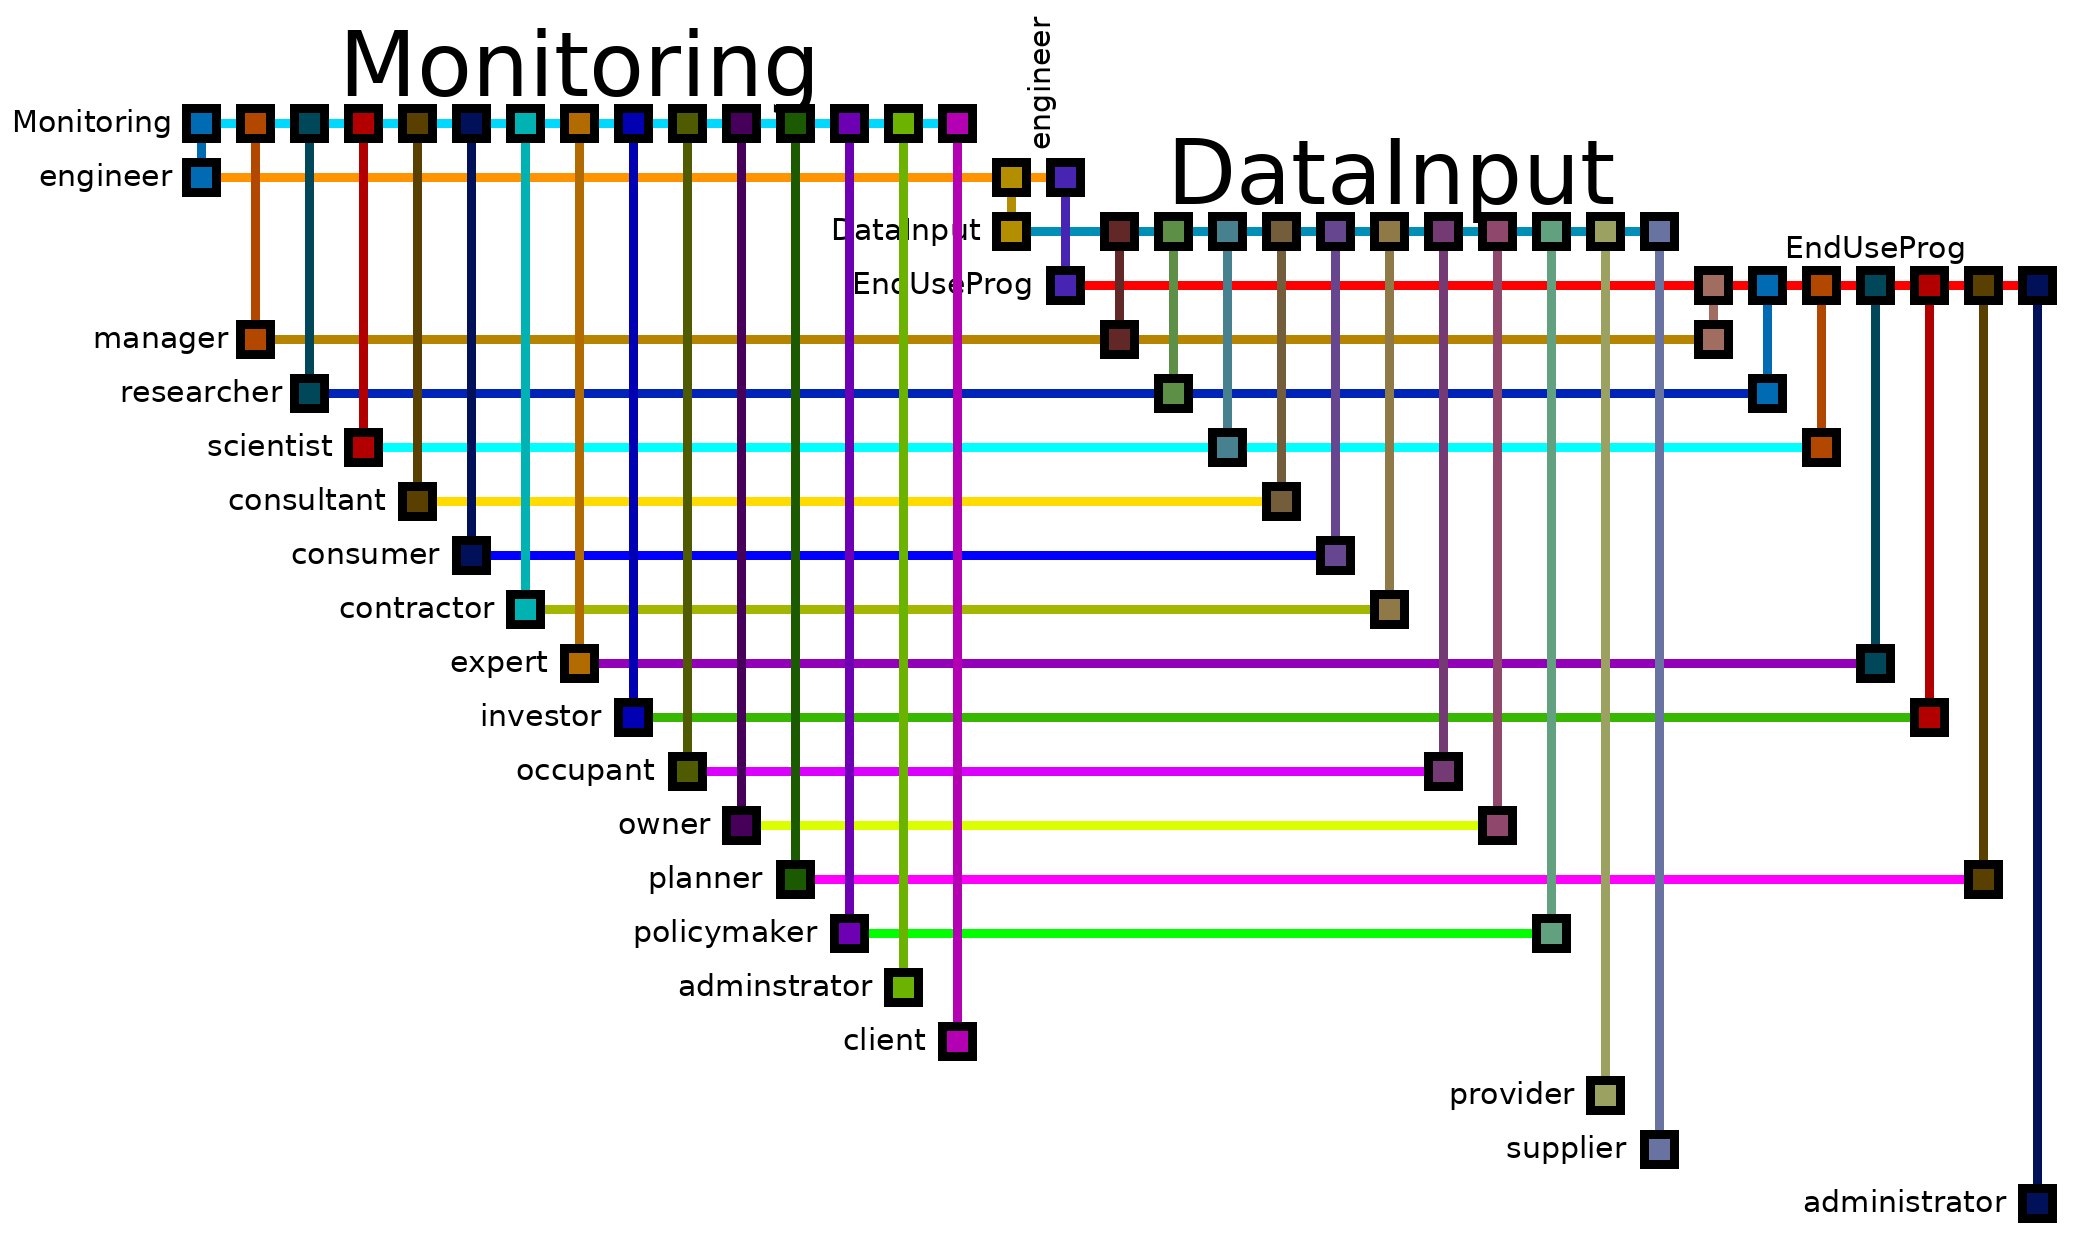 Monitoring
Monitoring
engineer
engineer
DataInput
DataInput
EndUseProg
EndUseProg
manager
researcher
scientist
consultant
consumer
contractor
expert
investor
occupant
owner
planner
policymaker
adminstrator
client
provider
supplier
administrator